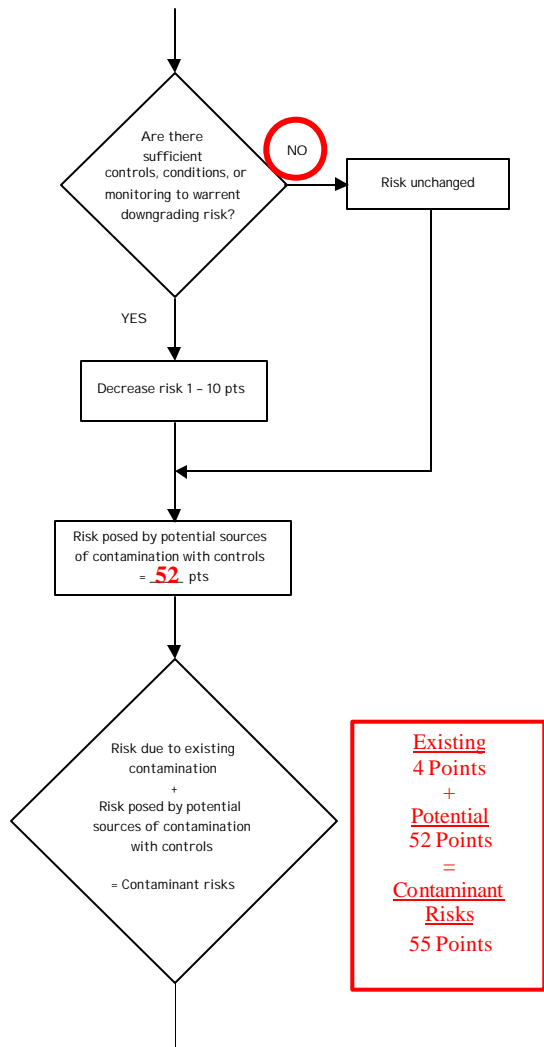 Are there
sufficient
controls, conditions, or
monitoring to warrent
downgrading risk?
NO
Risk unchanged
YES
Decrease risk 1 – 10 pts
Risk posed by potential sources
of contamination with controls
= 52 pts
Risk due to existing
contamination
+
Risk posed by potential
sources of contamination
with controls
= Contaminant risks
Existing
4 Points
+
Potential
52 Points
=
Contaminant
Risks
55 Points